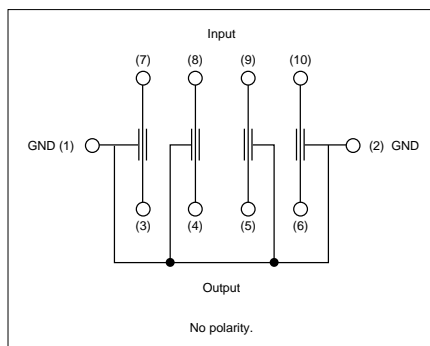 Input
(7) (8) (9) (10)
GND (1) (2) GND
(3) (4) (5) (6)
Output
No polarity.